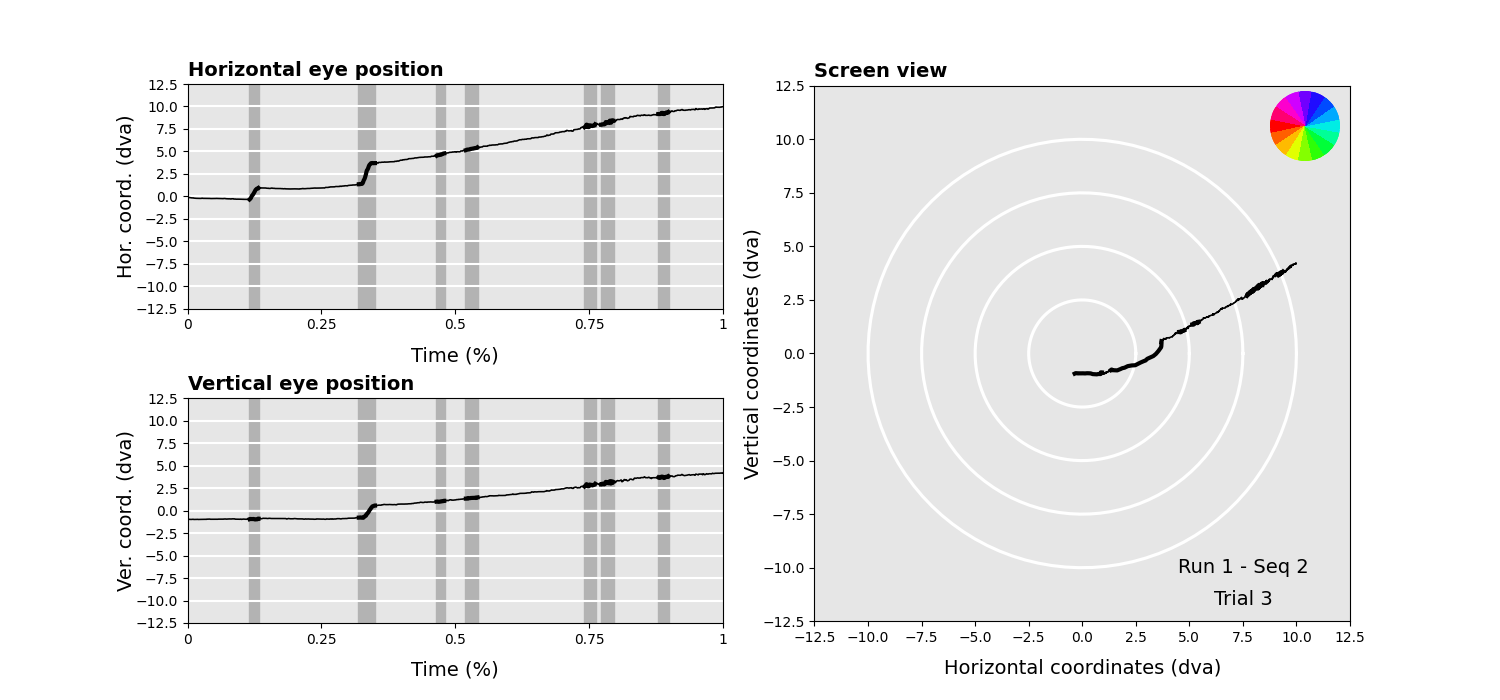 Horizontal eye position
Hor. coord. (dva)
12.5
10.0
7.5
5.0
2.5
0.0
−2.5
−5.0
−7.5
−10.0
−12.5
0 0.25 0.5 0.75 1
Time (%)
Vertical eye position
Ver. coord. (dva)
12.5
10.0
7.5
5.0
2.5
0.0
−2.5
−5.0
−7.5
−10.0
−12.5
0 0.25 0.5 0.75 1
Time (%)
Screen view
Vertical coordinates (dva)
12.5
10.0
7.5
5.0
2.5
0.0
−2.5
−5.0
−7.5
−10.0
−12.5
Run 1 - Seq 2
Trial 3
−12.5 −10.0 −7.5 −5.0 −2.5 0.0 2.5 5.0 7.5 10.0 12.5
Horizontal coordinates (dva)